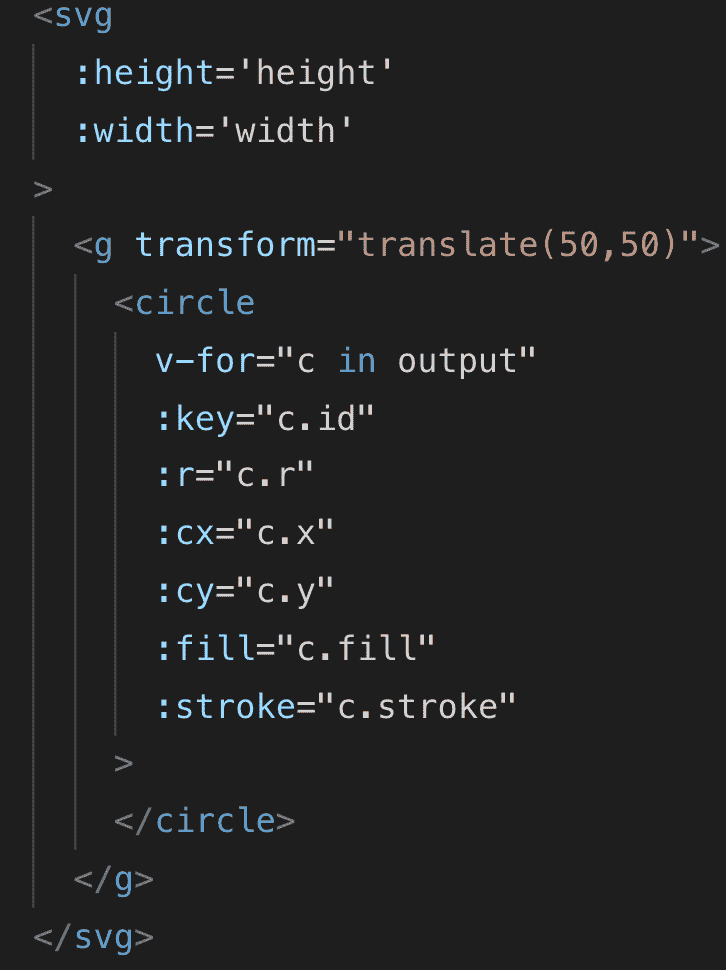 <svg
:height='height'
:width='width'
>
<g transform="translate(50,50)">
<circle
v-for="c in output"
:key="c.id"
:r="c.r"
:cx="c.x"
:cy="c.y"
:fill="c.fill"
:stroke="c.stroke"
>
</circle>
</g>
</svg>